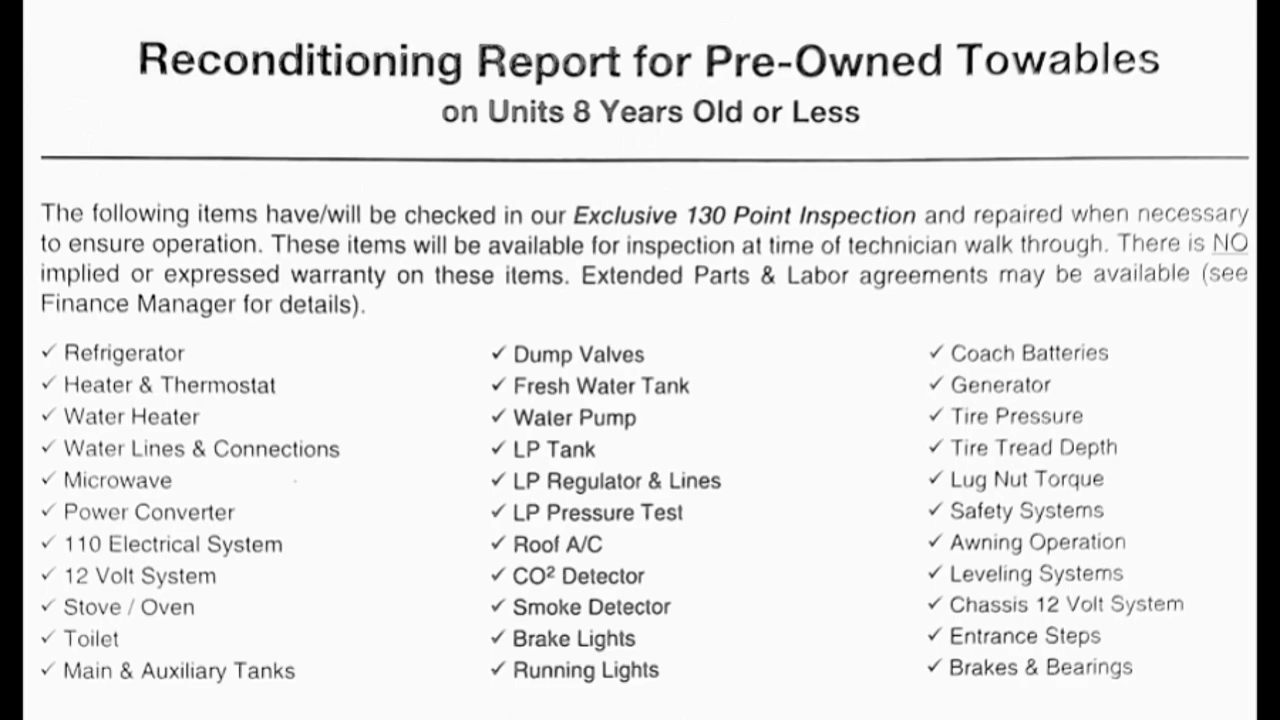 Reconditioning Report for Pre-Owned Towables
on Units 8 Years Old or Less
The following items have/will be checked in our Exclusive 130 Point Inspection and repaired when necessary
to ensure operation. These items will be available for inspection at time of technician walk through. There is NO
implied or expressed warranty on these items. Extended Parts & Labor agreements may be available (see
Finance Manager for details).
✓ Refrigerator
✓ Heater & Thermostat
✓ Water Heater
✓ Water Lines & Connections
✓ Microwave
✓ Power Converter
✓ 110 Electrical System
✓ 12 Volt System
✓ Stove / Oven
✓ Toilet
✓ Main & Auxiliary Tanks
✓ Dump Valves
✓ Fresh Water Tank
✓ Water Pump
✓ LP Tank
✓ LP Regulator & Lines
✓ LP Pressure Test
✓ Roof A/C
✓ CO² Detector
✓ Smoke Detector
✓ Brake Lights
✓ Running Lights
✓ Coach Batteries
✓ Generator
✓ Tire Pressure
✓ Tire Tread Depth
✓ Lug Nut Torque
✓ Safety Systems
✓ Awning Operation
✓ Leveling Systems
✓ Chassis 12 Volt System
✓ Entrance Steps
✓ Brakes & Bearings